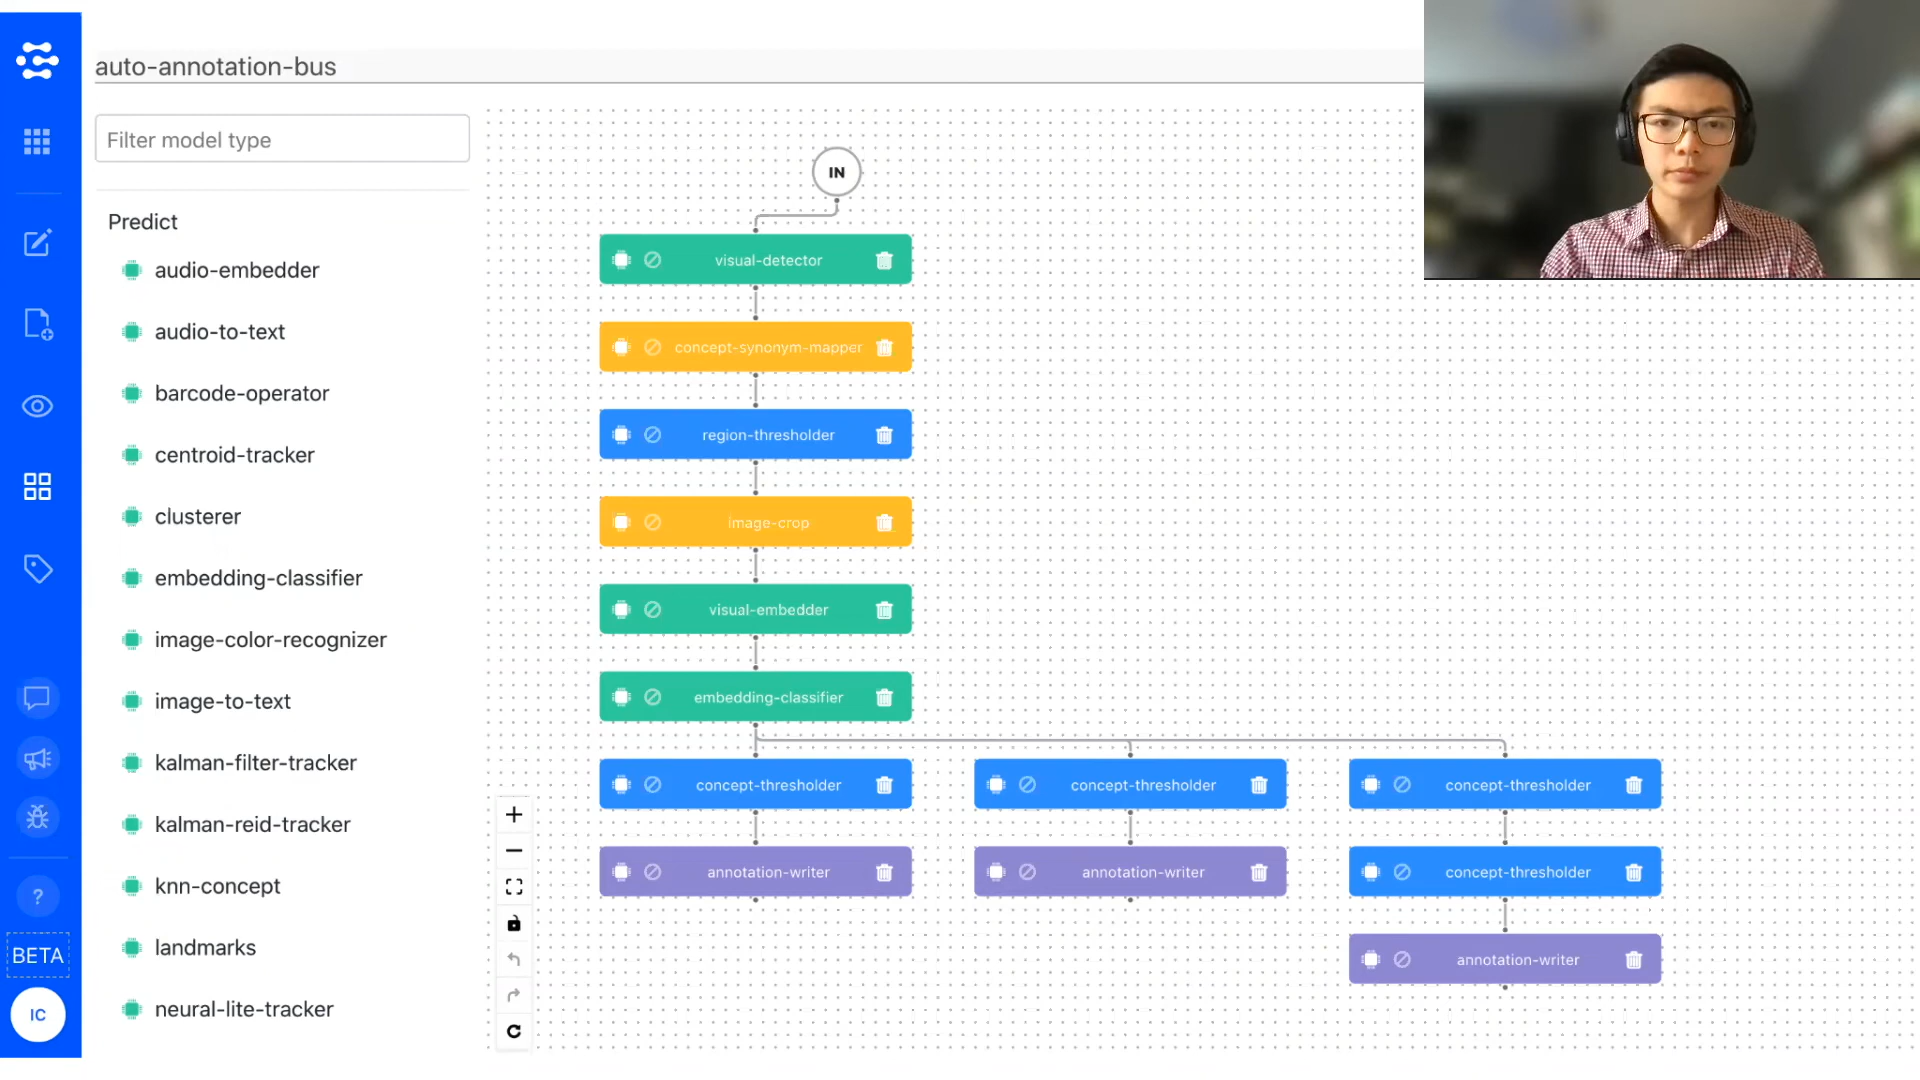 auto-annotation-bus
Filter model type
Predict
audio-embedder
audio-to-text
barcode-operator
centroid-tracker
clusterer
embedding-classifier
image-color-recognizer
image-to-text
kalman-filter-tracker
kalman-reid-tracker
knn-concept
landmarks
neural-lite-tracker
?
BETA
IC
IN
visual-detector
concept-synonym-mapper
region-thresholder
image-crop
visual-embedder
embedding-classifier
concept-thresholder concept-thresholder concept-thresholder
annotation-writer annotation-writer concept-thresholder
annotation-writer